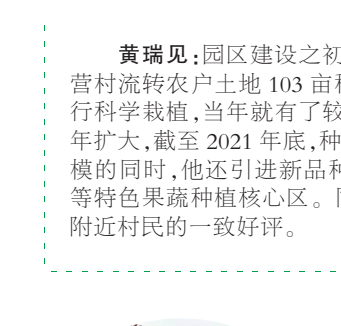 黄瑞见:园区建设之初
营村流转农户土地 103 亩
行科学栽植,当年就有了较
年扩大,截至 2021 年底,种
模的同时,他还引进新品种
等特色果蔬种植核心区。
附近村民的一致好评。